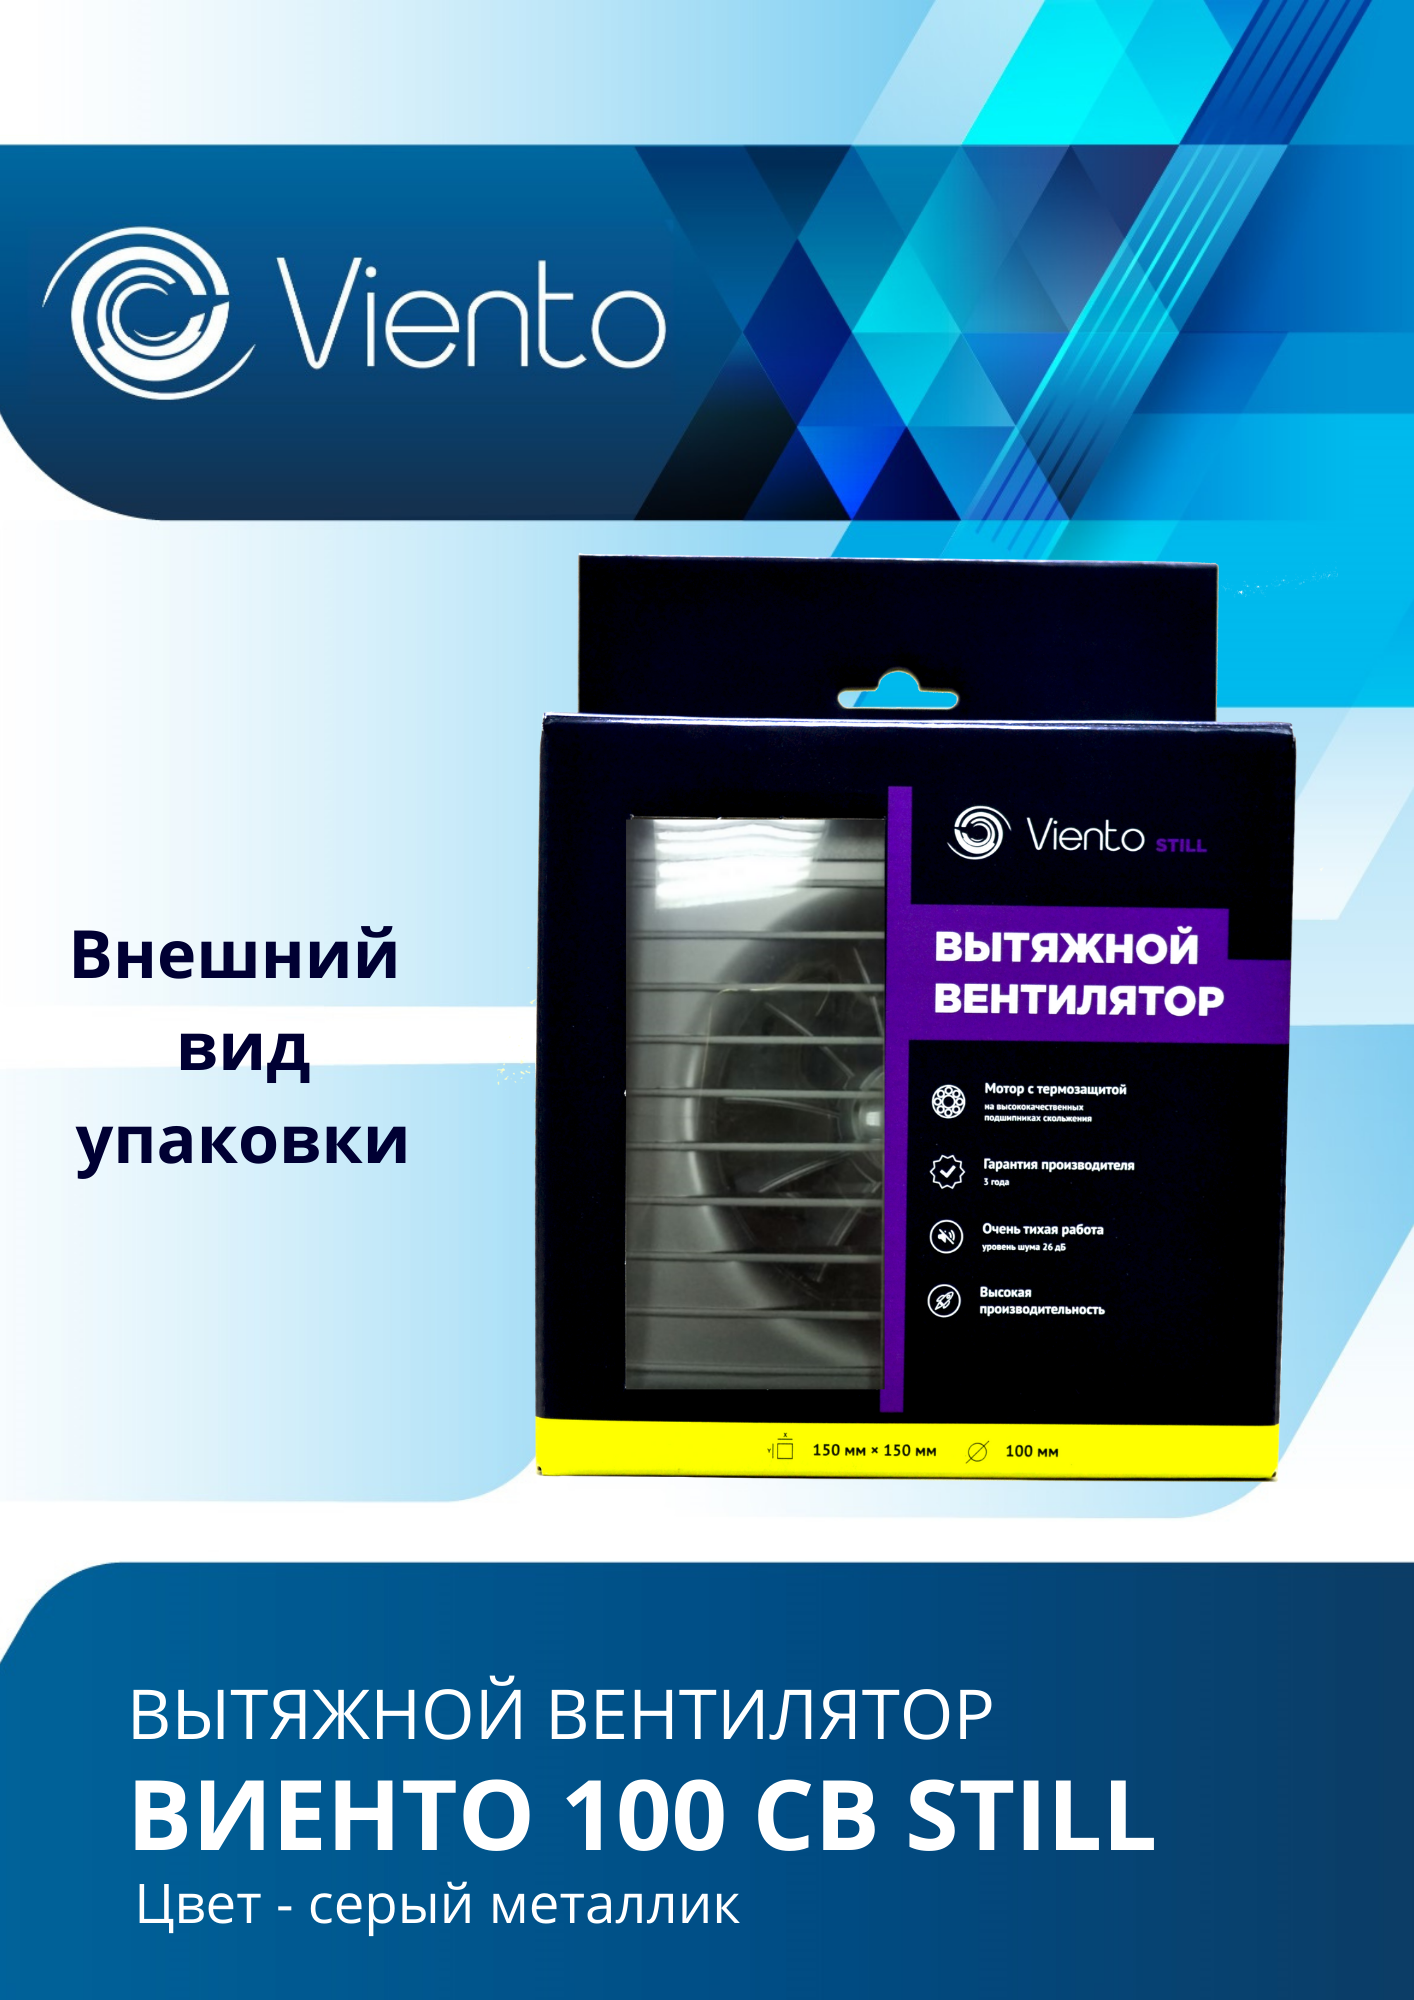 Viento
Внешний
вид
упаковки
Viento STILL
ВЫТЯЖНОЙ
ВЕНТИЛЯТОР
Мотор с термозащитой
на высококачественных
подшипниках скольжения
Гарантия производителя
3 года
Очень тихая работа
уровень шума 26 дБ
Высокая
производительность
X
Y
150 мм × 150 мм
100 мм
ВЫТЯЖНОЙ ВЕНТИЛЯТОР
ВИЕНТО 100 СВ STILL
Цвет - серый металлик